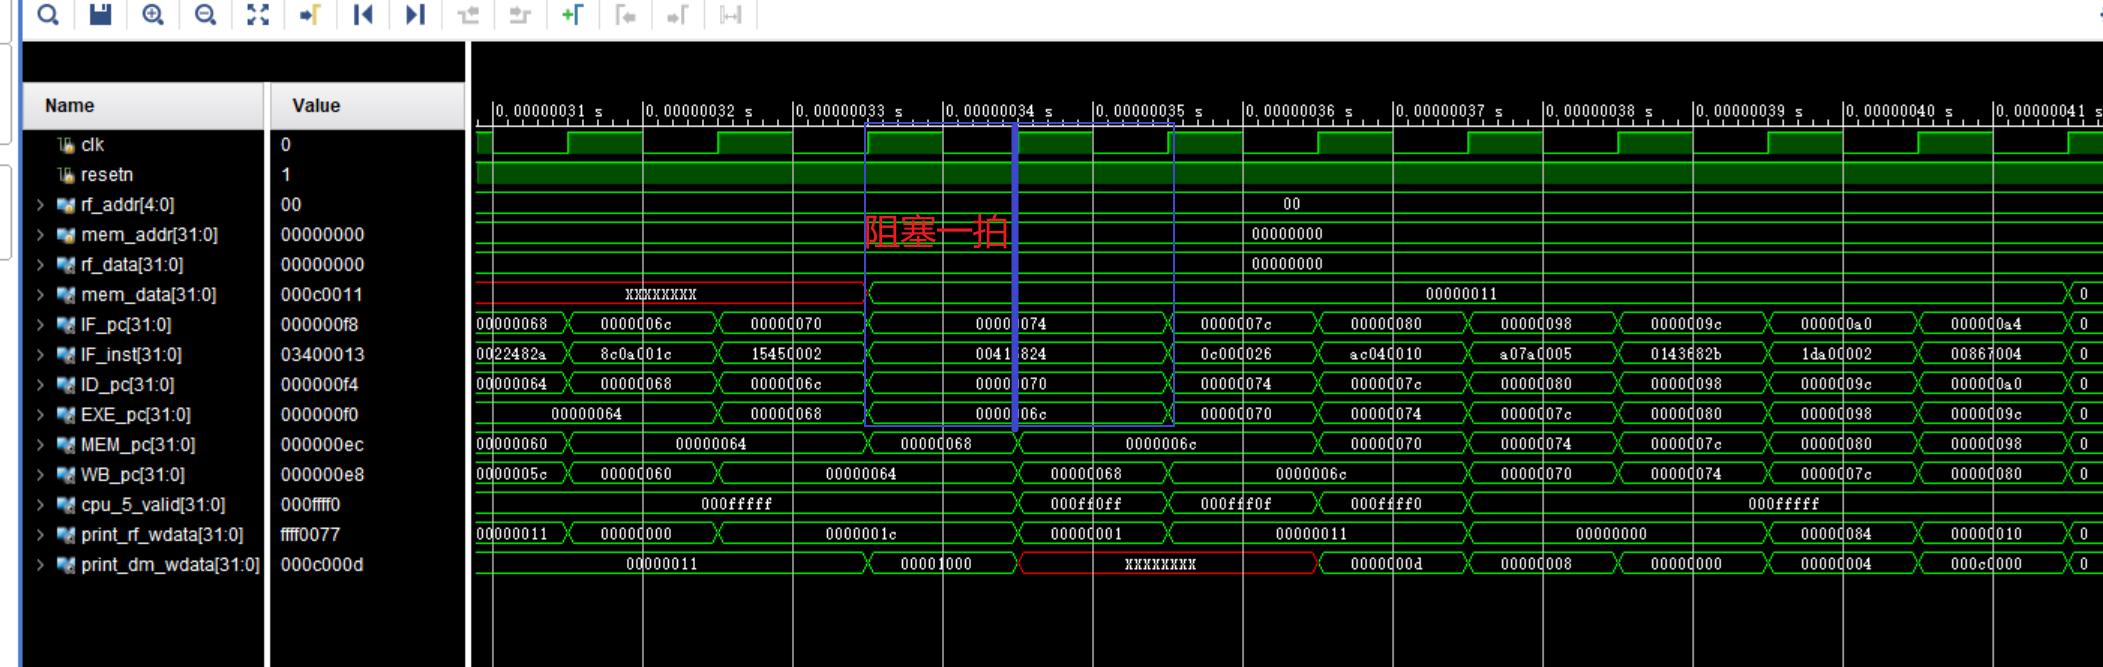 Name Value
0.00000031 s 0.00000032 s 0.00000033 s 0.00000034 s 0.00000035 s 0.00000036 s 0.00000037 s 0.00000038 s 0.00000039 s 0.00000040 s 0.00000041 s
clk 0
resetn 1
rf_addr[4:0] 00 00
阻塞一拍
mem_addr[31:0] 00000000 00000000
rf_data[31:0] 00000000 00000000
mem_data[31:0] 000c0011 XXXXXXXX 00000011 0
IF_pc[31:0] 000000f8 00000068 0000006c 00000070 00000074 0000007c 00000080 00000098 0000009c 000000a0 000000a4 0
IF_inst[31:0] 03400013 0022482a 8c0a001c 15450002 00413824 0c000026 ac040010 a07a0005 0143682b 1da00002 00867004 0
ID_pc[31:0] 000000f4 00000064 00000068 0000006c 00000070 00000074 0000007c 00000080 00000098 0000009c 000000a0 0
EXE_pc[31:0] 000000f0 00000064 00000068 0000006c 00000070 00000074 0000007c 00000080 00000098 0000009c 0
MEM_pc[31:0] 000000ec 00000060 00000064 00000068 0000006c 00000070 00000074 0000007c 00000080 00000098 0
WB_pc[31:0] 000000e8 0000005c 00000060 00000064 00000068 0000006c 00000070 00000074 0000007c 00000080 0
cpu_5_valid[31:0] 000ffff0 000fffff 000ff0ff 000fff0f 000ffff0 000fffff
print_rf_wdata[31:0] ffff0077 00000011 00000000 0000001c 00000001 00000011 00000000 00000084 00000010 0
print_dm_wdata[31:0] 000c000d 00000011 00001000 XXXXXXXX 0000000d 00000008 00000000 00000004 000c0000 0